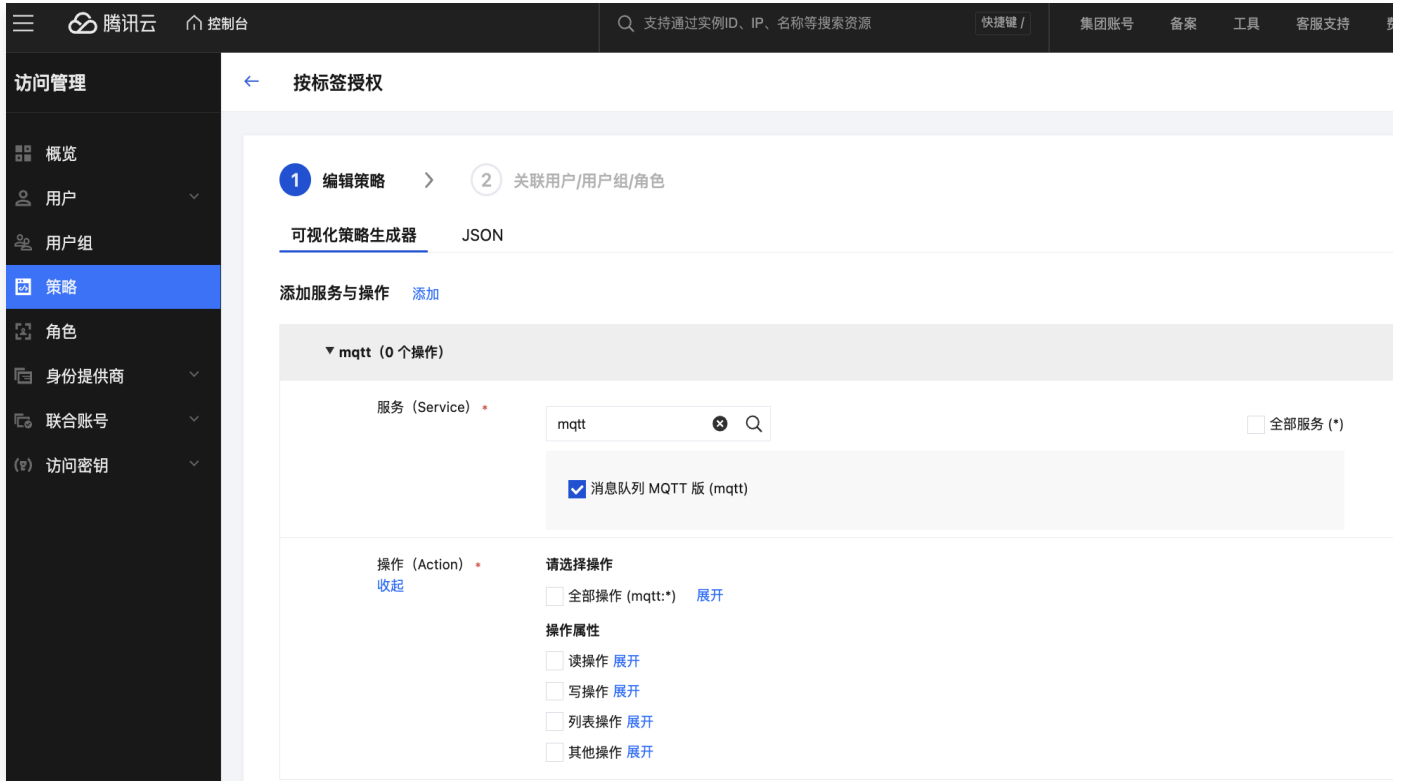 腾讯云 控制台 支持通过实例ID、IP、名称等搜索资源 快捷键 / 集团账号 备案 工具 客服支持
访问管理
按标签授权
概览
用户
用户组
策略
角色
身份提供商
联合账号
访问密钥
1 编辑策略 2 关联用户/用户组/角色
可视化策略生成器 JSON
添加服务与操作 添加
mqtt（0 个操作）
服务（Service） *
mqtt
全部服务 (*)
消息队列 MQTT 版 (mqtt)
操作（Action） *
收起
请选择操作
全部操作 (mqtt:*) 展开
操作属性
读操作 展开
写操作 展开
列表操作 展开
其他操作 展开